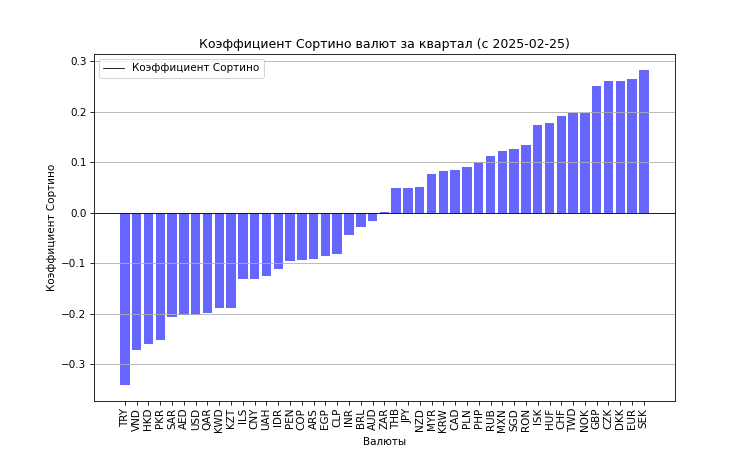 Коэффициент Сортино валют за квартал (с 2025-02-25)
Коэффициент Сортино
Коэффициент Сортино
0.3
0.2
0.1
0.0
−0.1
−0.2
−0.3
TRY
VND
HKD
PKR
SAR
AED
USD
QAR
KWD
KZT
ILS
CNY
UAH
IDR
PEN
COP
ARS
EGP
CLP
INR
BRL
AUD
ZAR
THB
JPY
NZD
MYR
KRW
CAD
PLN
PHP
RUB
MXN
SGD
RON
ISK
HUF
CHF
TWD
NOK
GBP
CZK
DKK
EUR
SEK
Валюты